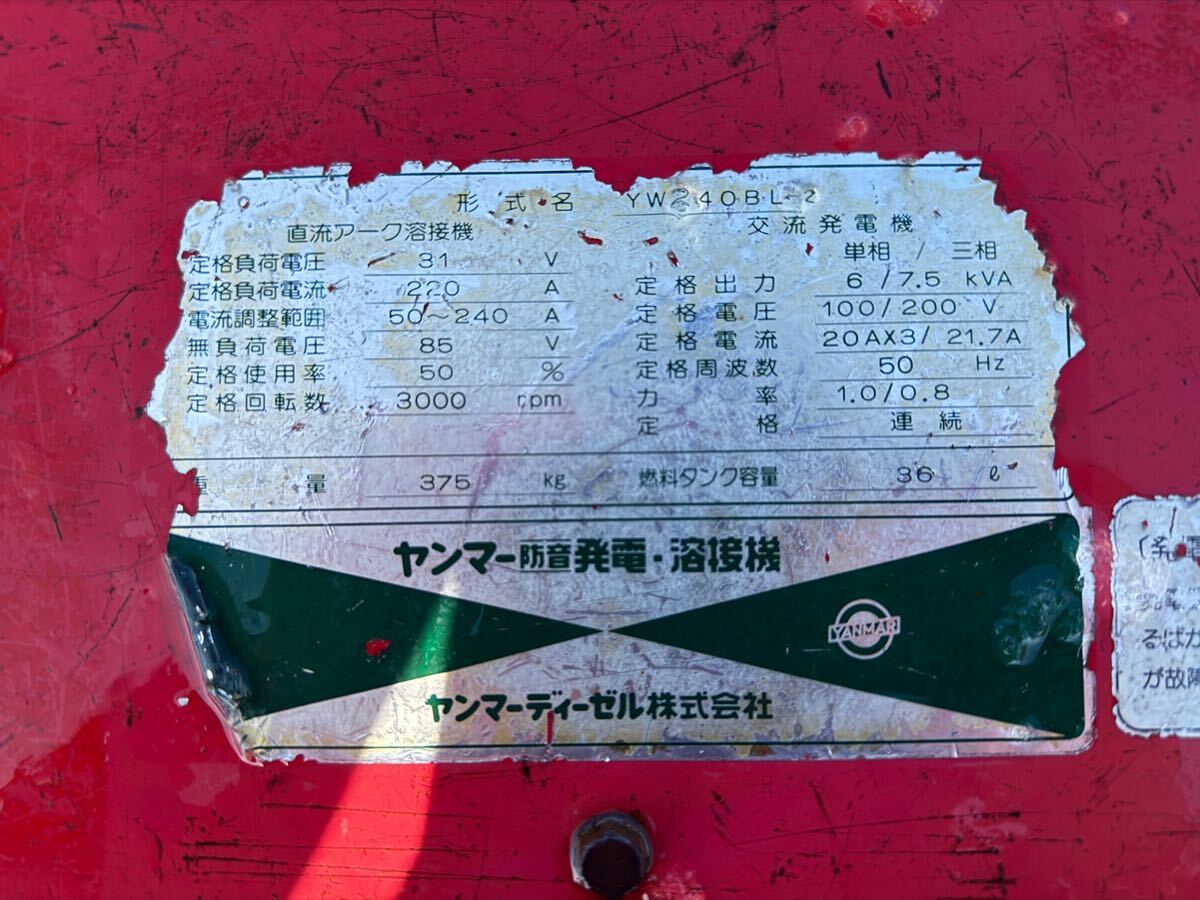 形式名 YW240BL-2
直流アーク溶接機
定格負荷電圧 31 V
定格負荷電流 220 A
電流調整範囲 50~240 A
無負荷電圧 85 V
定格使用率 50 %
定格回転数 3000 rpm
交流発電機
単相 / 三相
定格出力 6/7.5 kVA
定格電圧 100/200 V
定格電流 20AX3/21.7A
定格周波数 50 Hz
力率 1.0/0.8
定格 連続
重量 375 kg
燃料タンク容量 36 ℓ
ヤンマー防音発電・溶接機
YANMAR
ヤンマーディーゼル株式会社
るばか
が故障